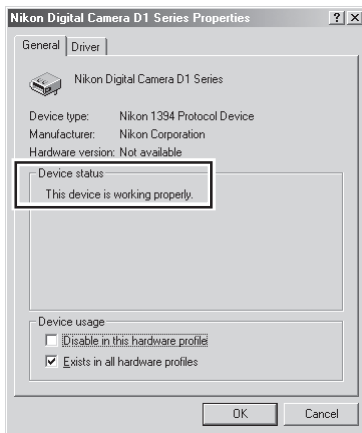 Nikon Digital Camera D1 Series Properties
General Driver
Nikon Digital Camera D1 Series
Device type: Nikon 1394 Protocol Device
Manufacturer: Nikon Corporation
Hardware version: Not available
Device status
This device is working properly.
Device usage
Disable in this hardware profile
Exists in all hardware profiles
OK Cancel